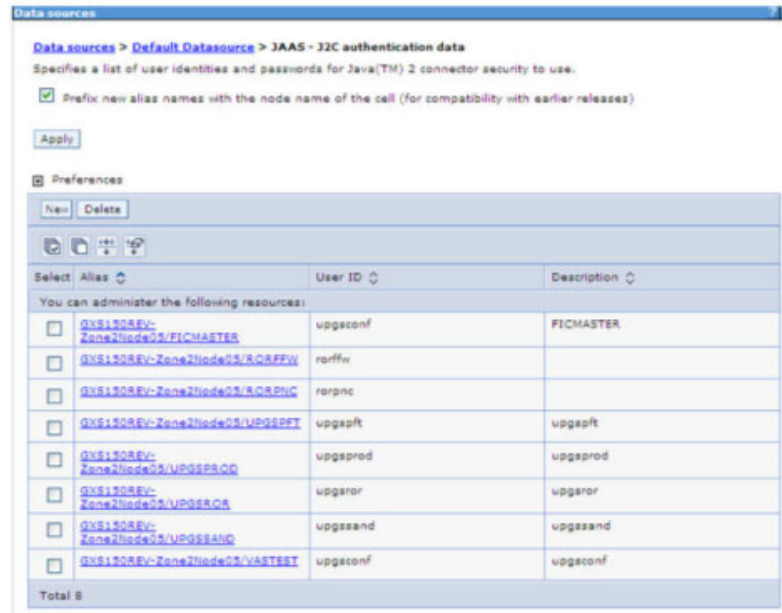 Data sources
?
Data sources > Default Datasource > JAAS - J2C authentication data
Specifies a list of user identities and passwords for Java(TM) 2 connector security to use.
Prefix new alias names with the node name of the cell (for compatibility with earlier releases)
Apply
Preferences
New Delete
Select Alias User ID Description
You can administer the following resources:
GXS150REV-
Zone2Node05/FICMASTER upgsconf FICMASTER
GXS150REV-Zone2Node05/RORFFW rorffw
GXS150REV-Zone2Node05/RORPNC rorpnc
GXS150REV-Zone2Node05/UPGSPFT upgspft upgspft
GXS150REV-
Zone2Node05/UPGSPROD upgsprod upgsprod
GXS150REV-
Zone2Node05/UPGSROR upgsror upgsror
GXS150REV-
Zone2Node05/UPGSSAND upgssand upgssand
GXS150REV-Zone2Node05/VASTEST upgsconf upgsconf
Total 8